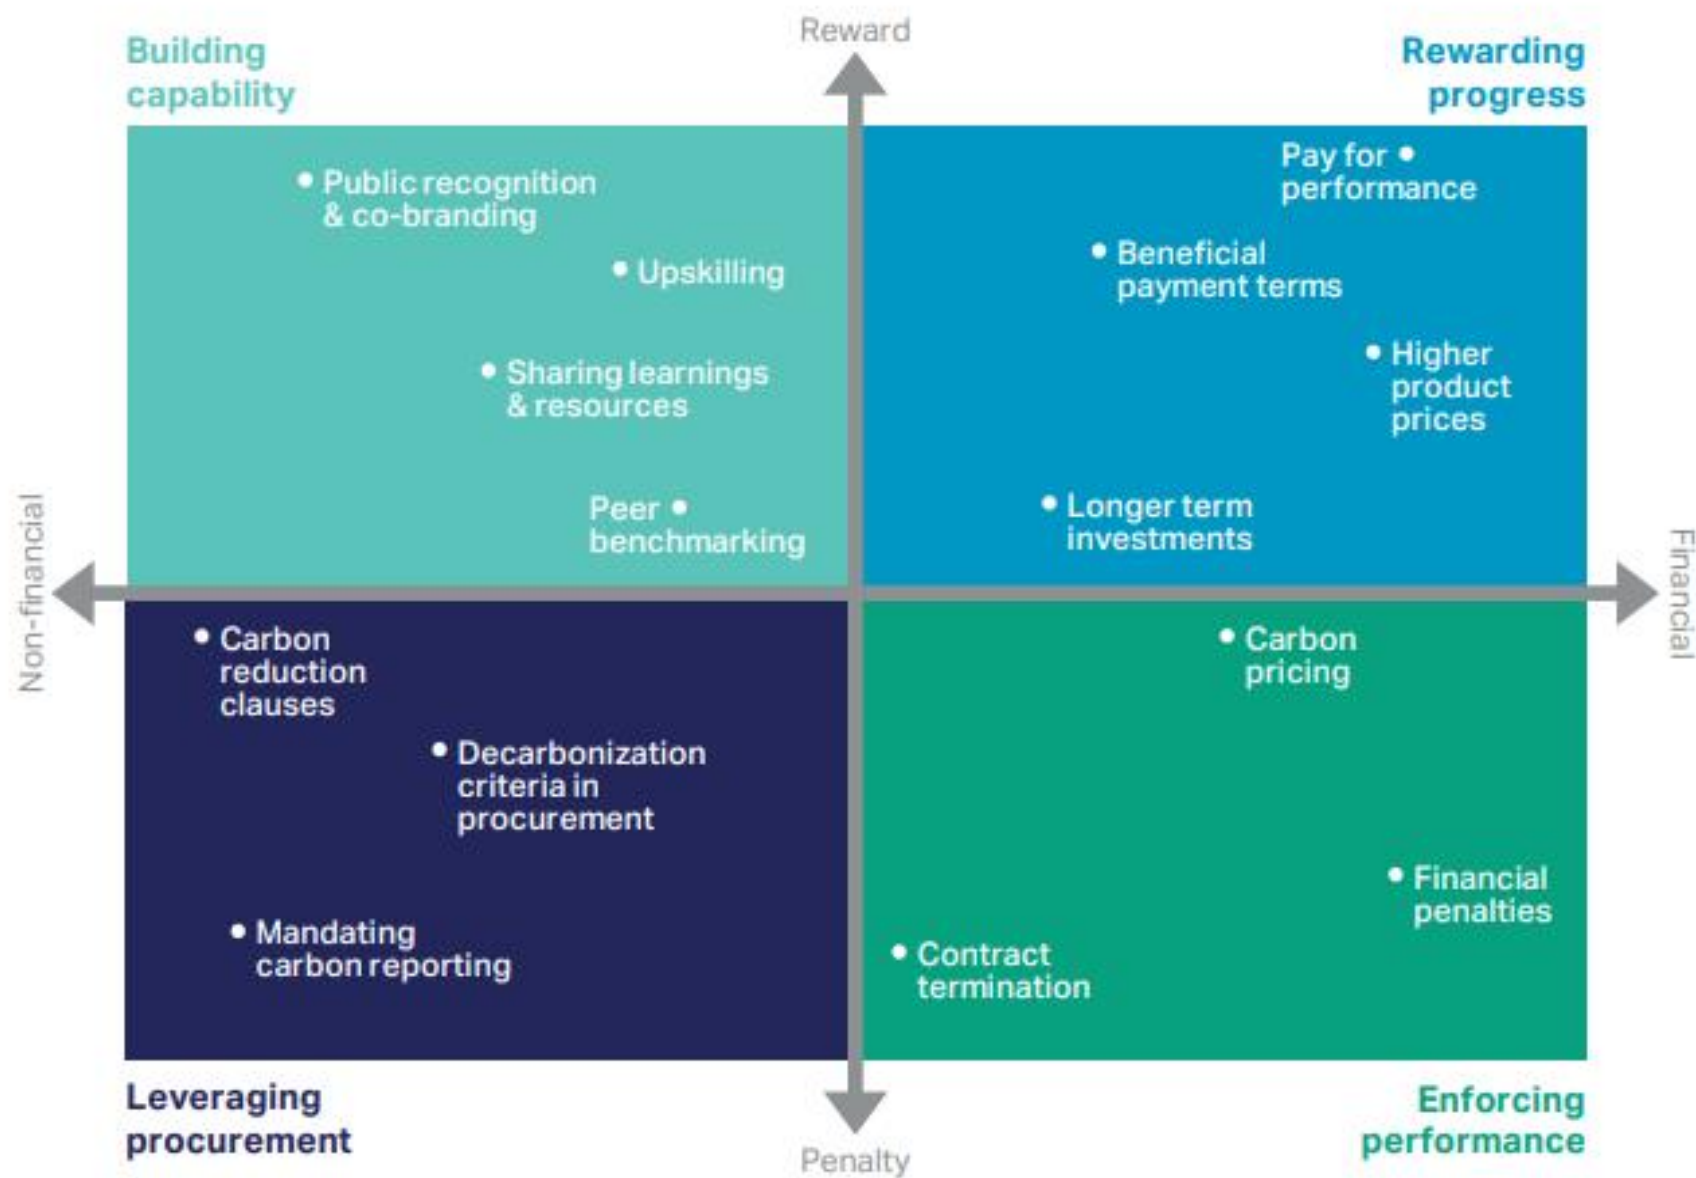 Reward
Building
capability
Rewarding
progress
Public recognition
& co-branding
Upskilling
Sharing learnings
& resources
Peer
benchmarking
Pay for
performance
Beneficial
payment terms
Higher
product
prices
Longer term
investments
Non-financial
Financial
Carbon
reduction
clauses
Decarbonization
criteria in
procurement
Mandating
carbon reporting
Carbon
pricing
Financial
penalties
Contract
termination
Leveraging
procurement
Enforcing
performance
Penalty